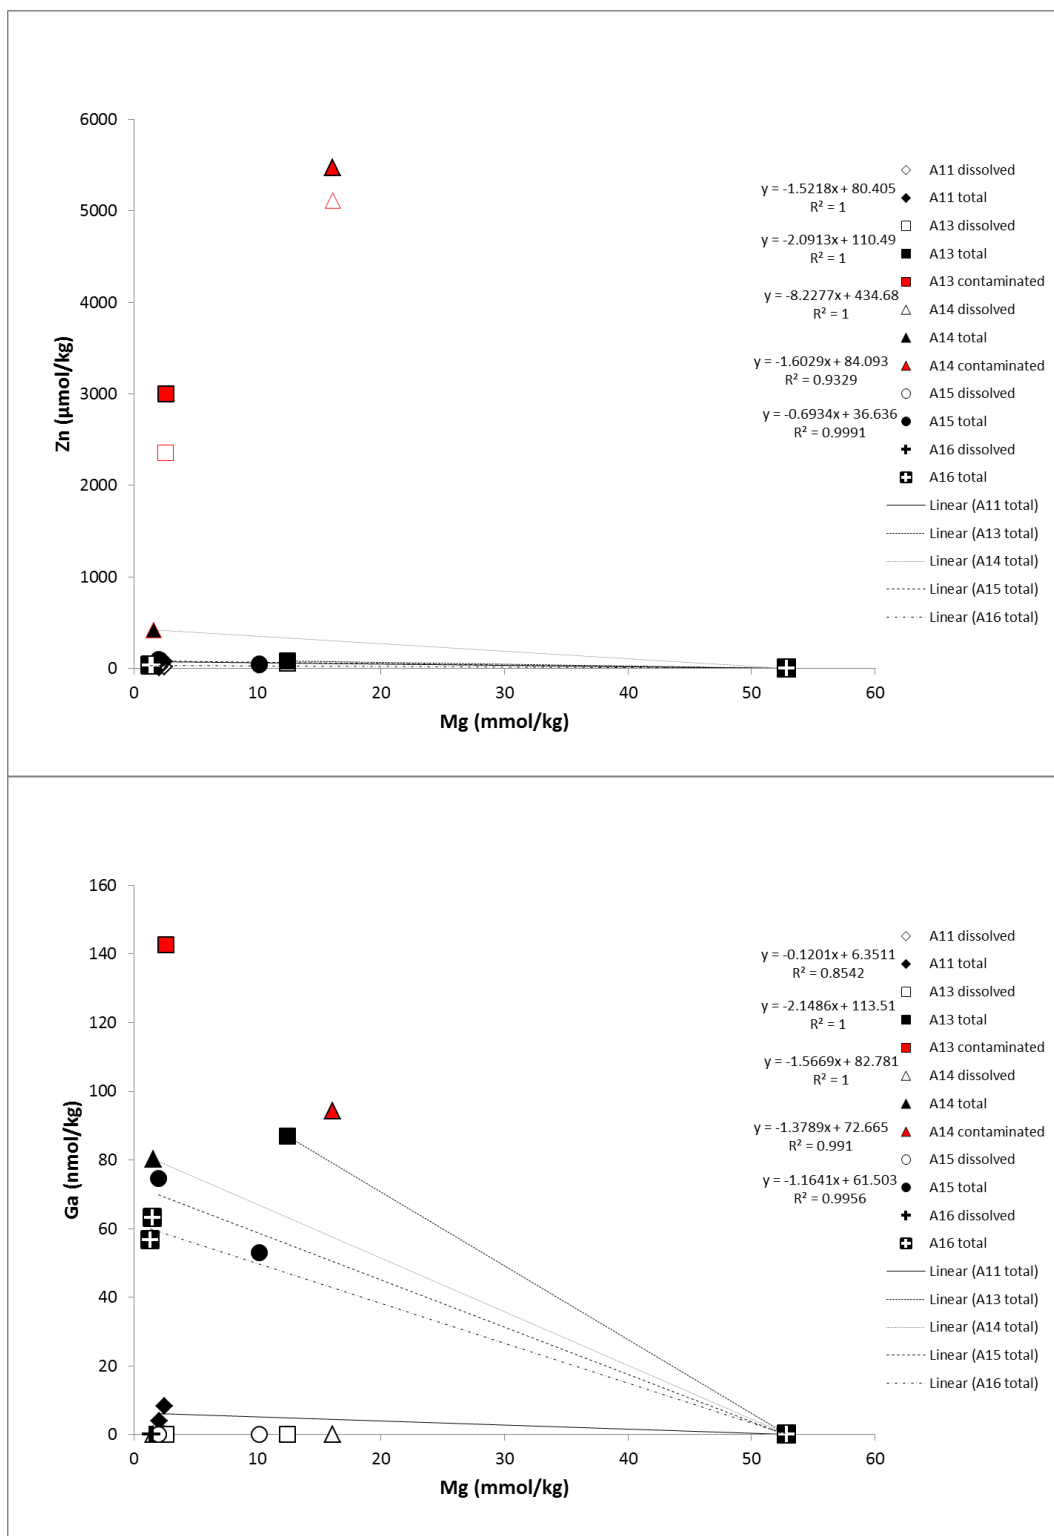 6000
5000
4000
3000
2000
1000
0
0 10 20 30 40 50 60
Zn (µmol/kg)
Mg (mmol/kg)
y = -1.5218x + 80.405
R² = 1
y = -2.0913x + 110.49
R² = 1
y = -8.2277x + 434.68
R² = 1
y = -1.6029x + 84.093
R² = 0.9329
y = -0.6934x + 36.636
R² = 0.9991
A11 dissolved
A11 total
A13 dissolved
A13 total
A13 contaminated
A14 dissolved
A14 total
A14 contaminated
A15 dissolved
A15 total
A16 dissolved
A16 total
Linear (A11 total)
Linear (A13 total)
Linear (A14 total)
Linear (A15 total)
Linear (A16 total)
160
140
120
100
80
60
40
20
0
0 10 20 30 40 50 60
Ga (nmol/kg)
Mg (mmol/kg)
y = -0.1201x + 6.3511
R² = 0.8542
y = -2.1486x + 113.51
R² = 1
y = -1.5669x + 82.781
R² = 1
y = -1.3789x + 72.665
R² = 0.991
y = -1.1641x + 61.503
R² = 0.9956
A11 dissolved
A11 total
A13 dissolved
A13 total
A13 contaminated
A14 dissolved
A14 total
A14 contaminated
A15 dissolved
A15 total
A16 dissolved
A16 total
Linear (A11 total)
Linear (A13 total)
Linear (A14 total)
Linear (A15 total)
Linear (A16 total)